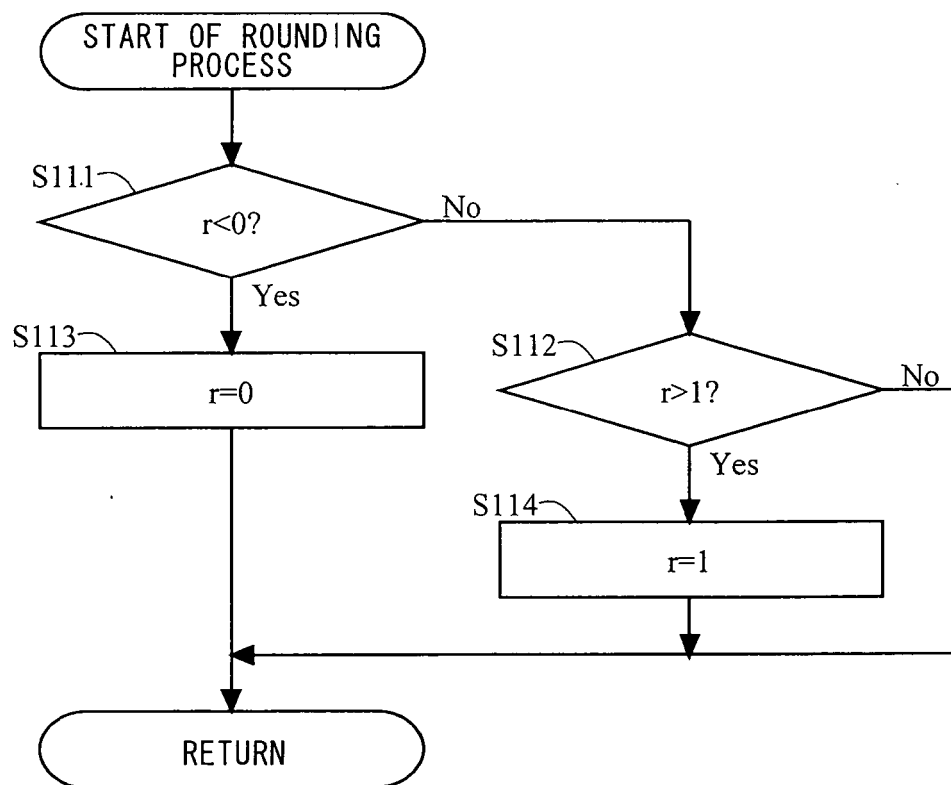 START OF ROUNDING
PROCESS
S111
r<0?
No
Yes
S113
r=0
S112
r>1?
No
Yes
S114
r=1
RETURN